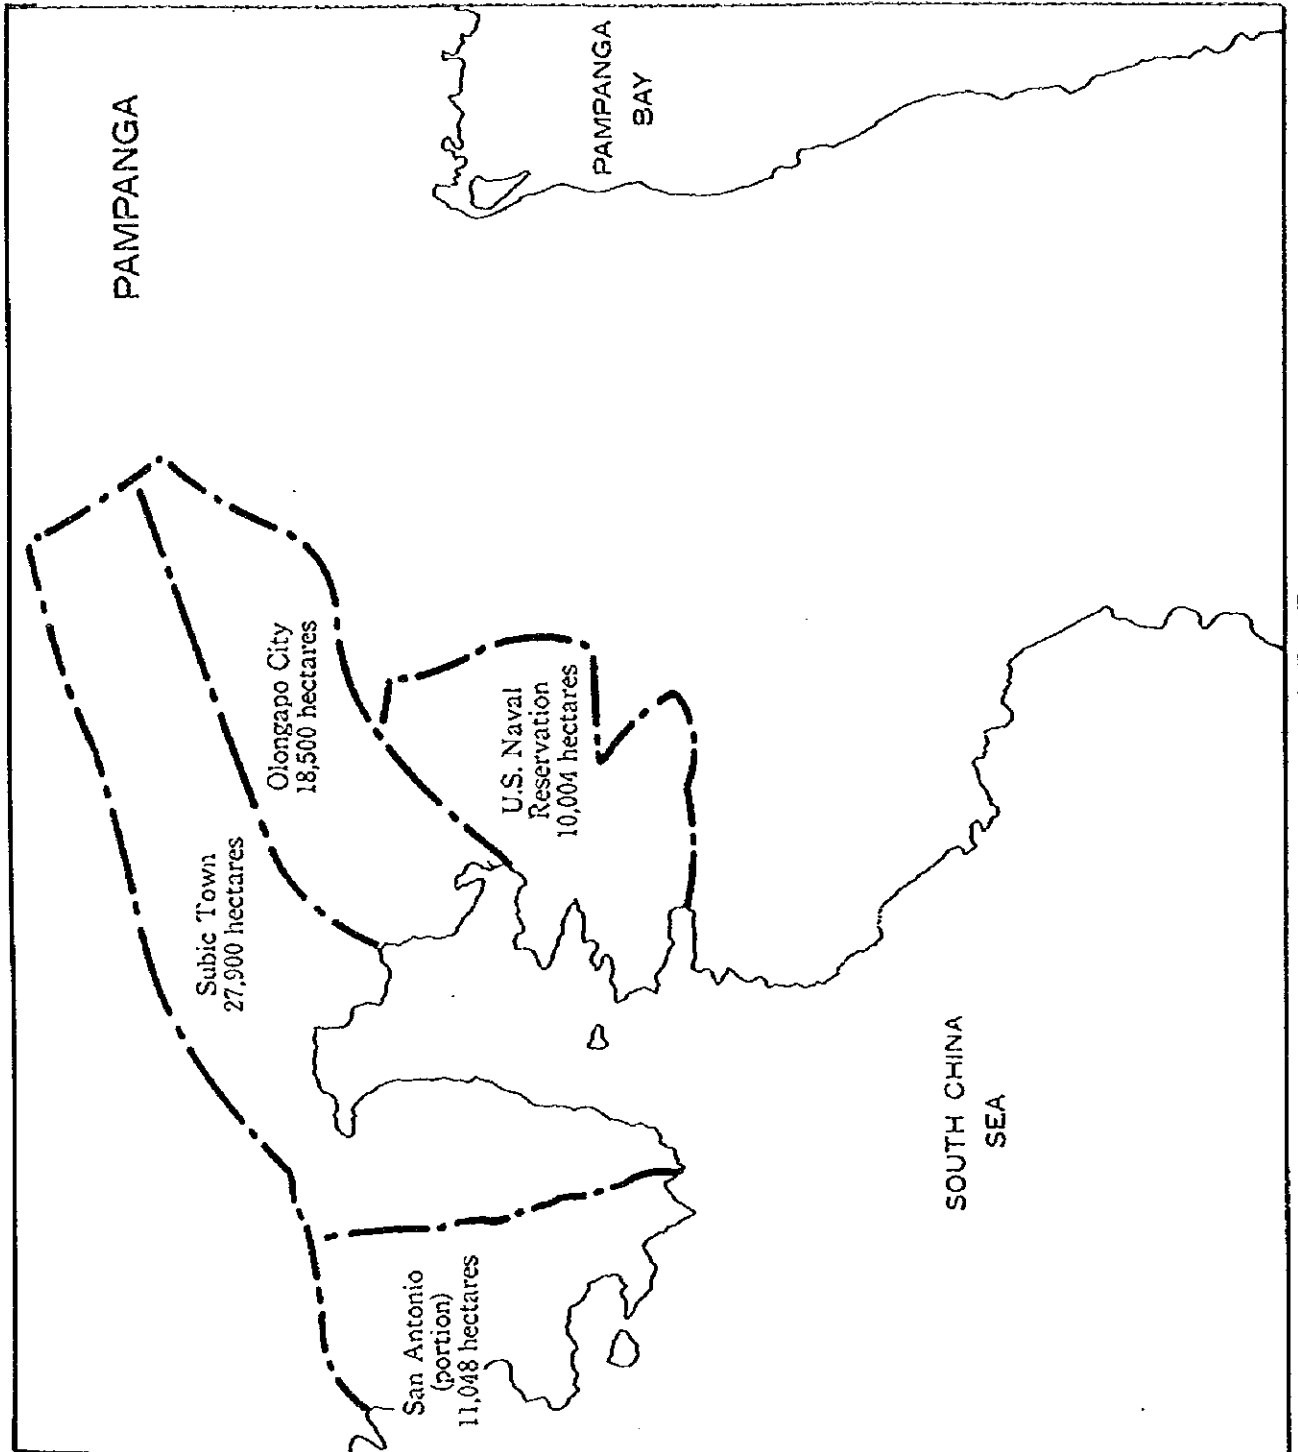 PAMPANGA
PAMPANGA
BAY
Olongapo City
18,500 hectares
U.S. Naval
Reservation
10,004 hectares
Subic Town
27,900 hectares
San Antonio
(portion)
11,048 hectares
SOUTH CHINA
SEA